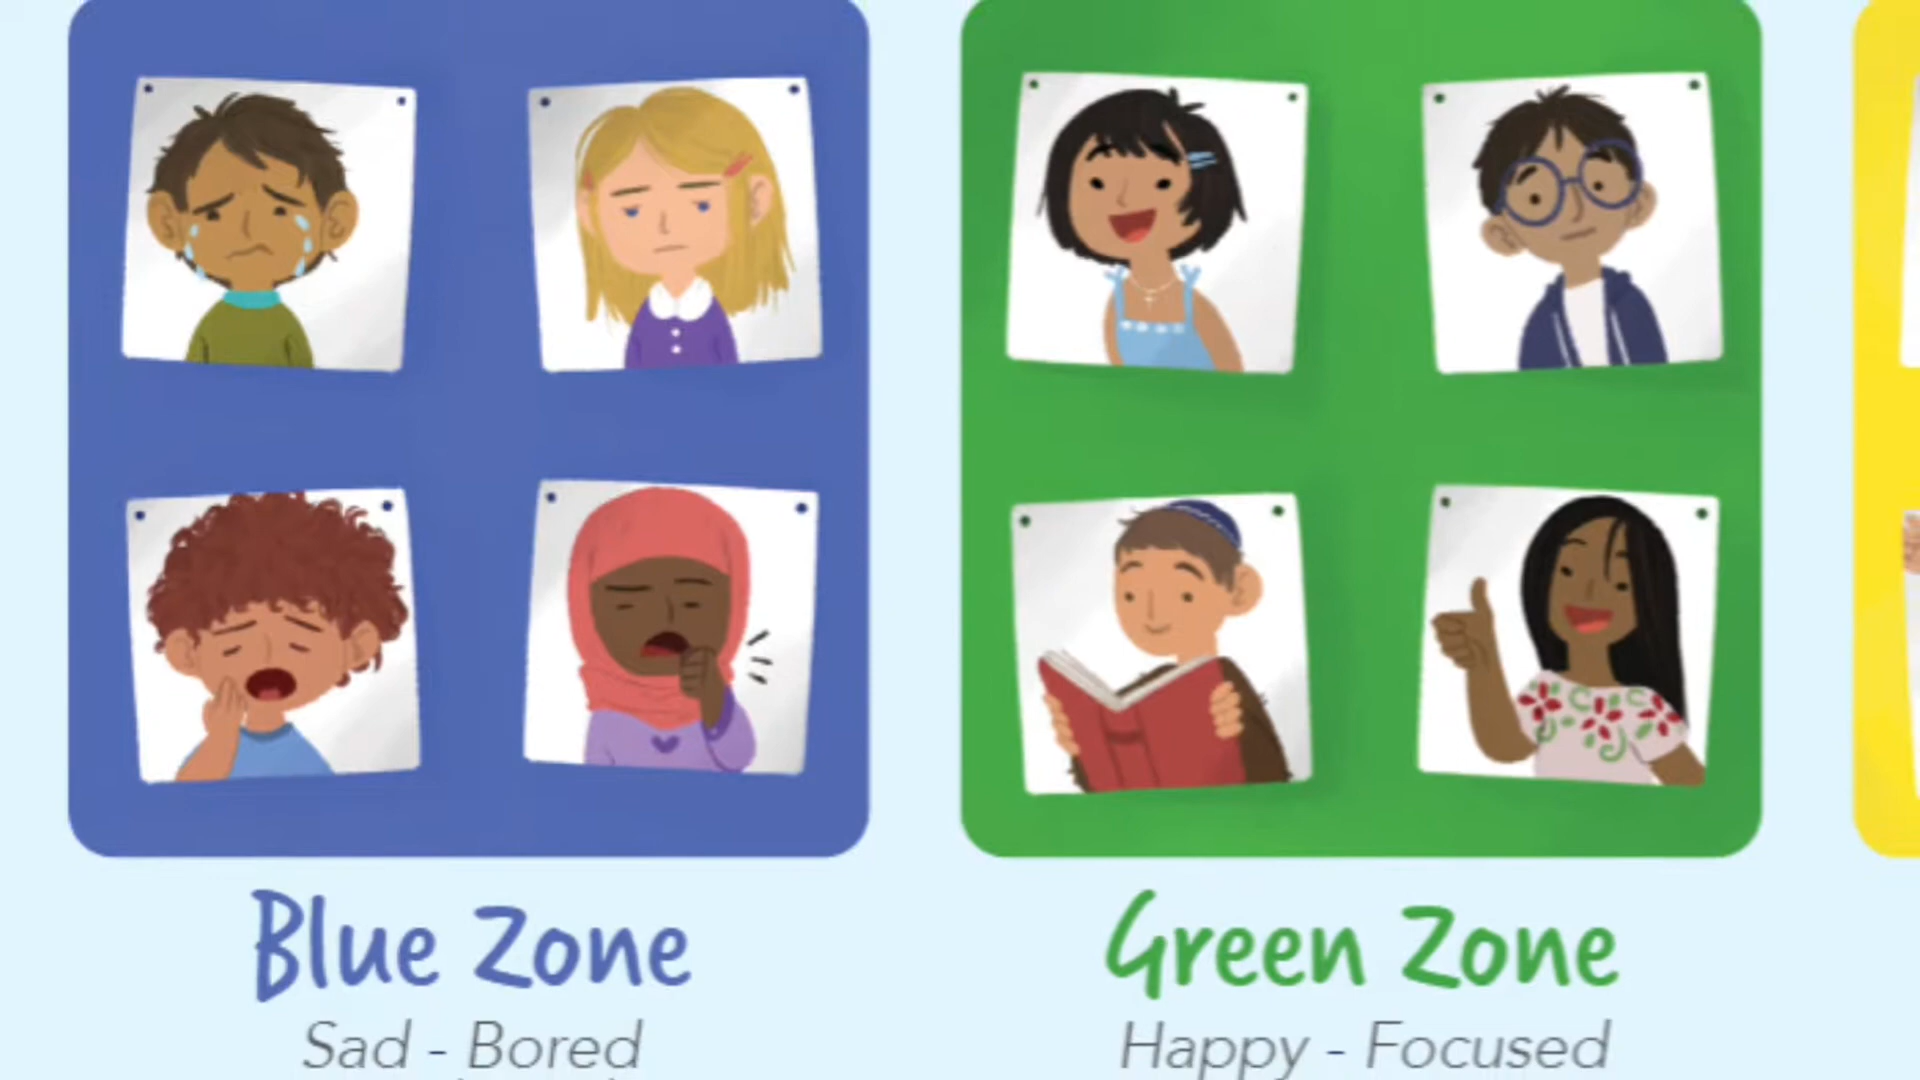 Blue Zone
Green Zone
Sad - Bored
Happy - Focused